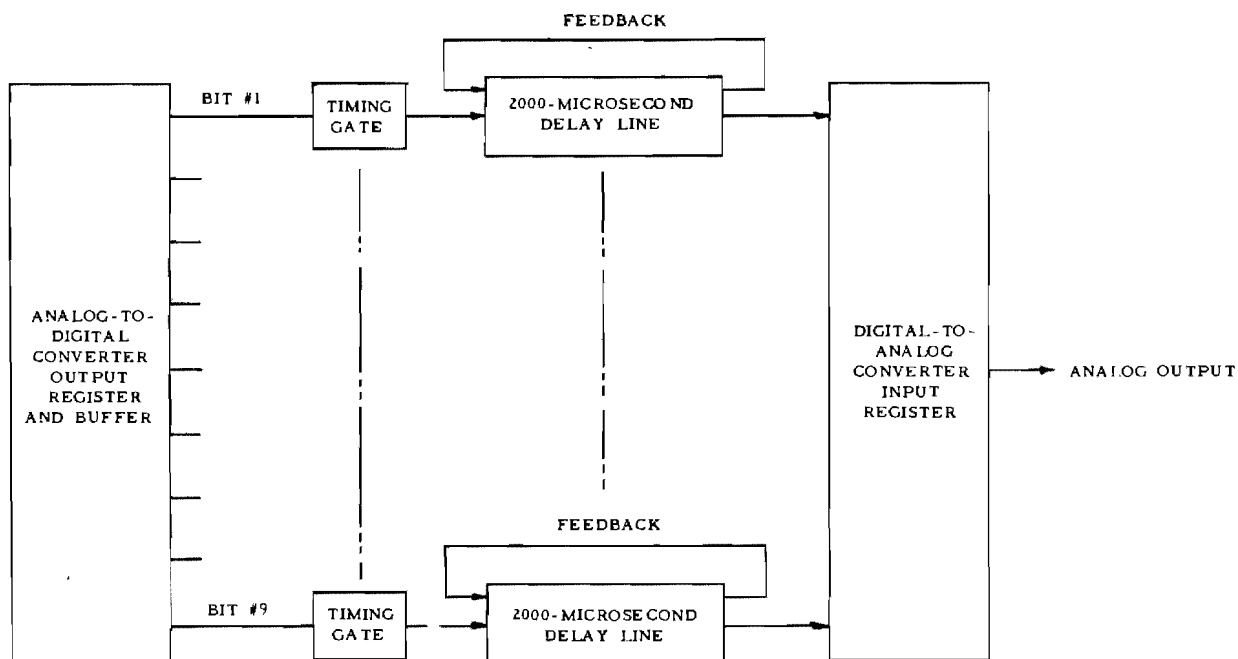 FEEDBACK
BIT #1
TIMING
GATE
2000-MICROSECOND
DELAY LINE
ANALOG-TO-
DIGITAL
CONVERTER
OUTPUT
REGISTER
AND BUFFER
DIGITAL-TO-
ANALOG
CONVERTER
INPUT
REGISTER
ANALOG OUTPUT
FEEDBACK
BIT #9
TIMING
GATE
2000-MICROSECOND
DELAY LINE